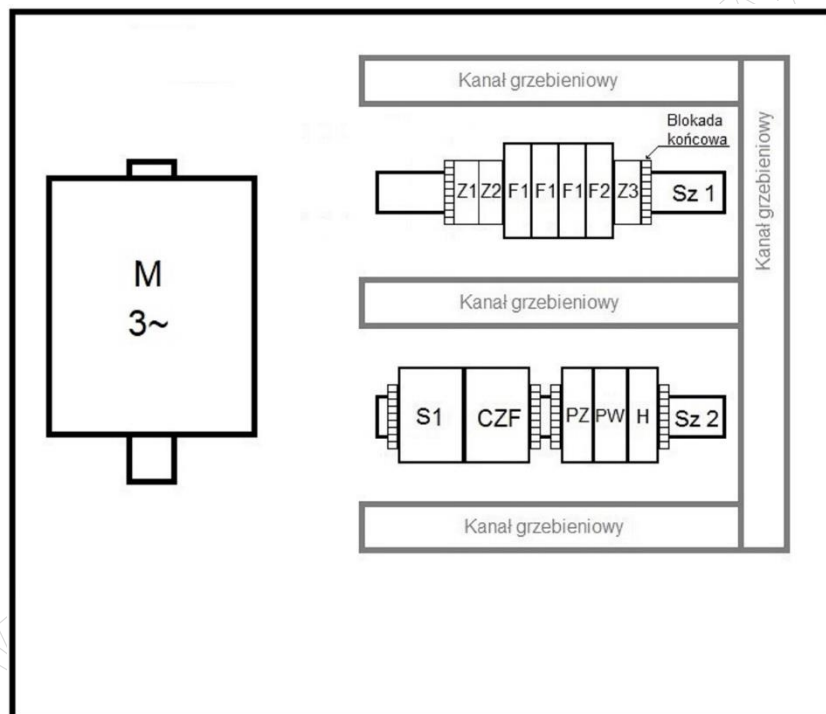 Kanał grzebieniowy
Blokada
końcowa
Z1 Z2 F1 F1 F1 F2 Z3 Sz 1
Kanał grzebieniowy
M
3~
Kanał grzebieniowy
S1 CZF PZ PW H Sz 2
Kanał grzebieniowy